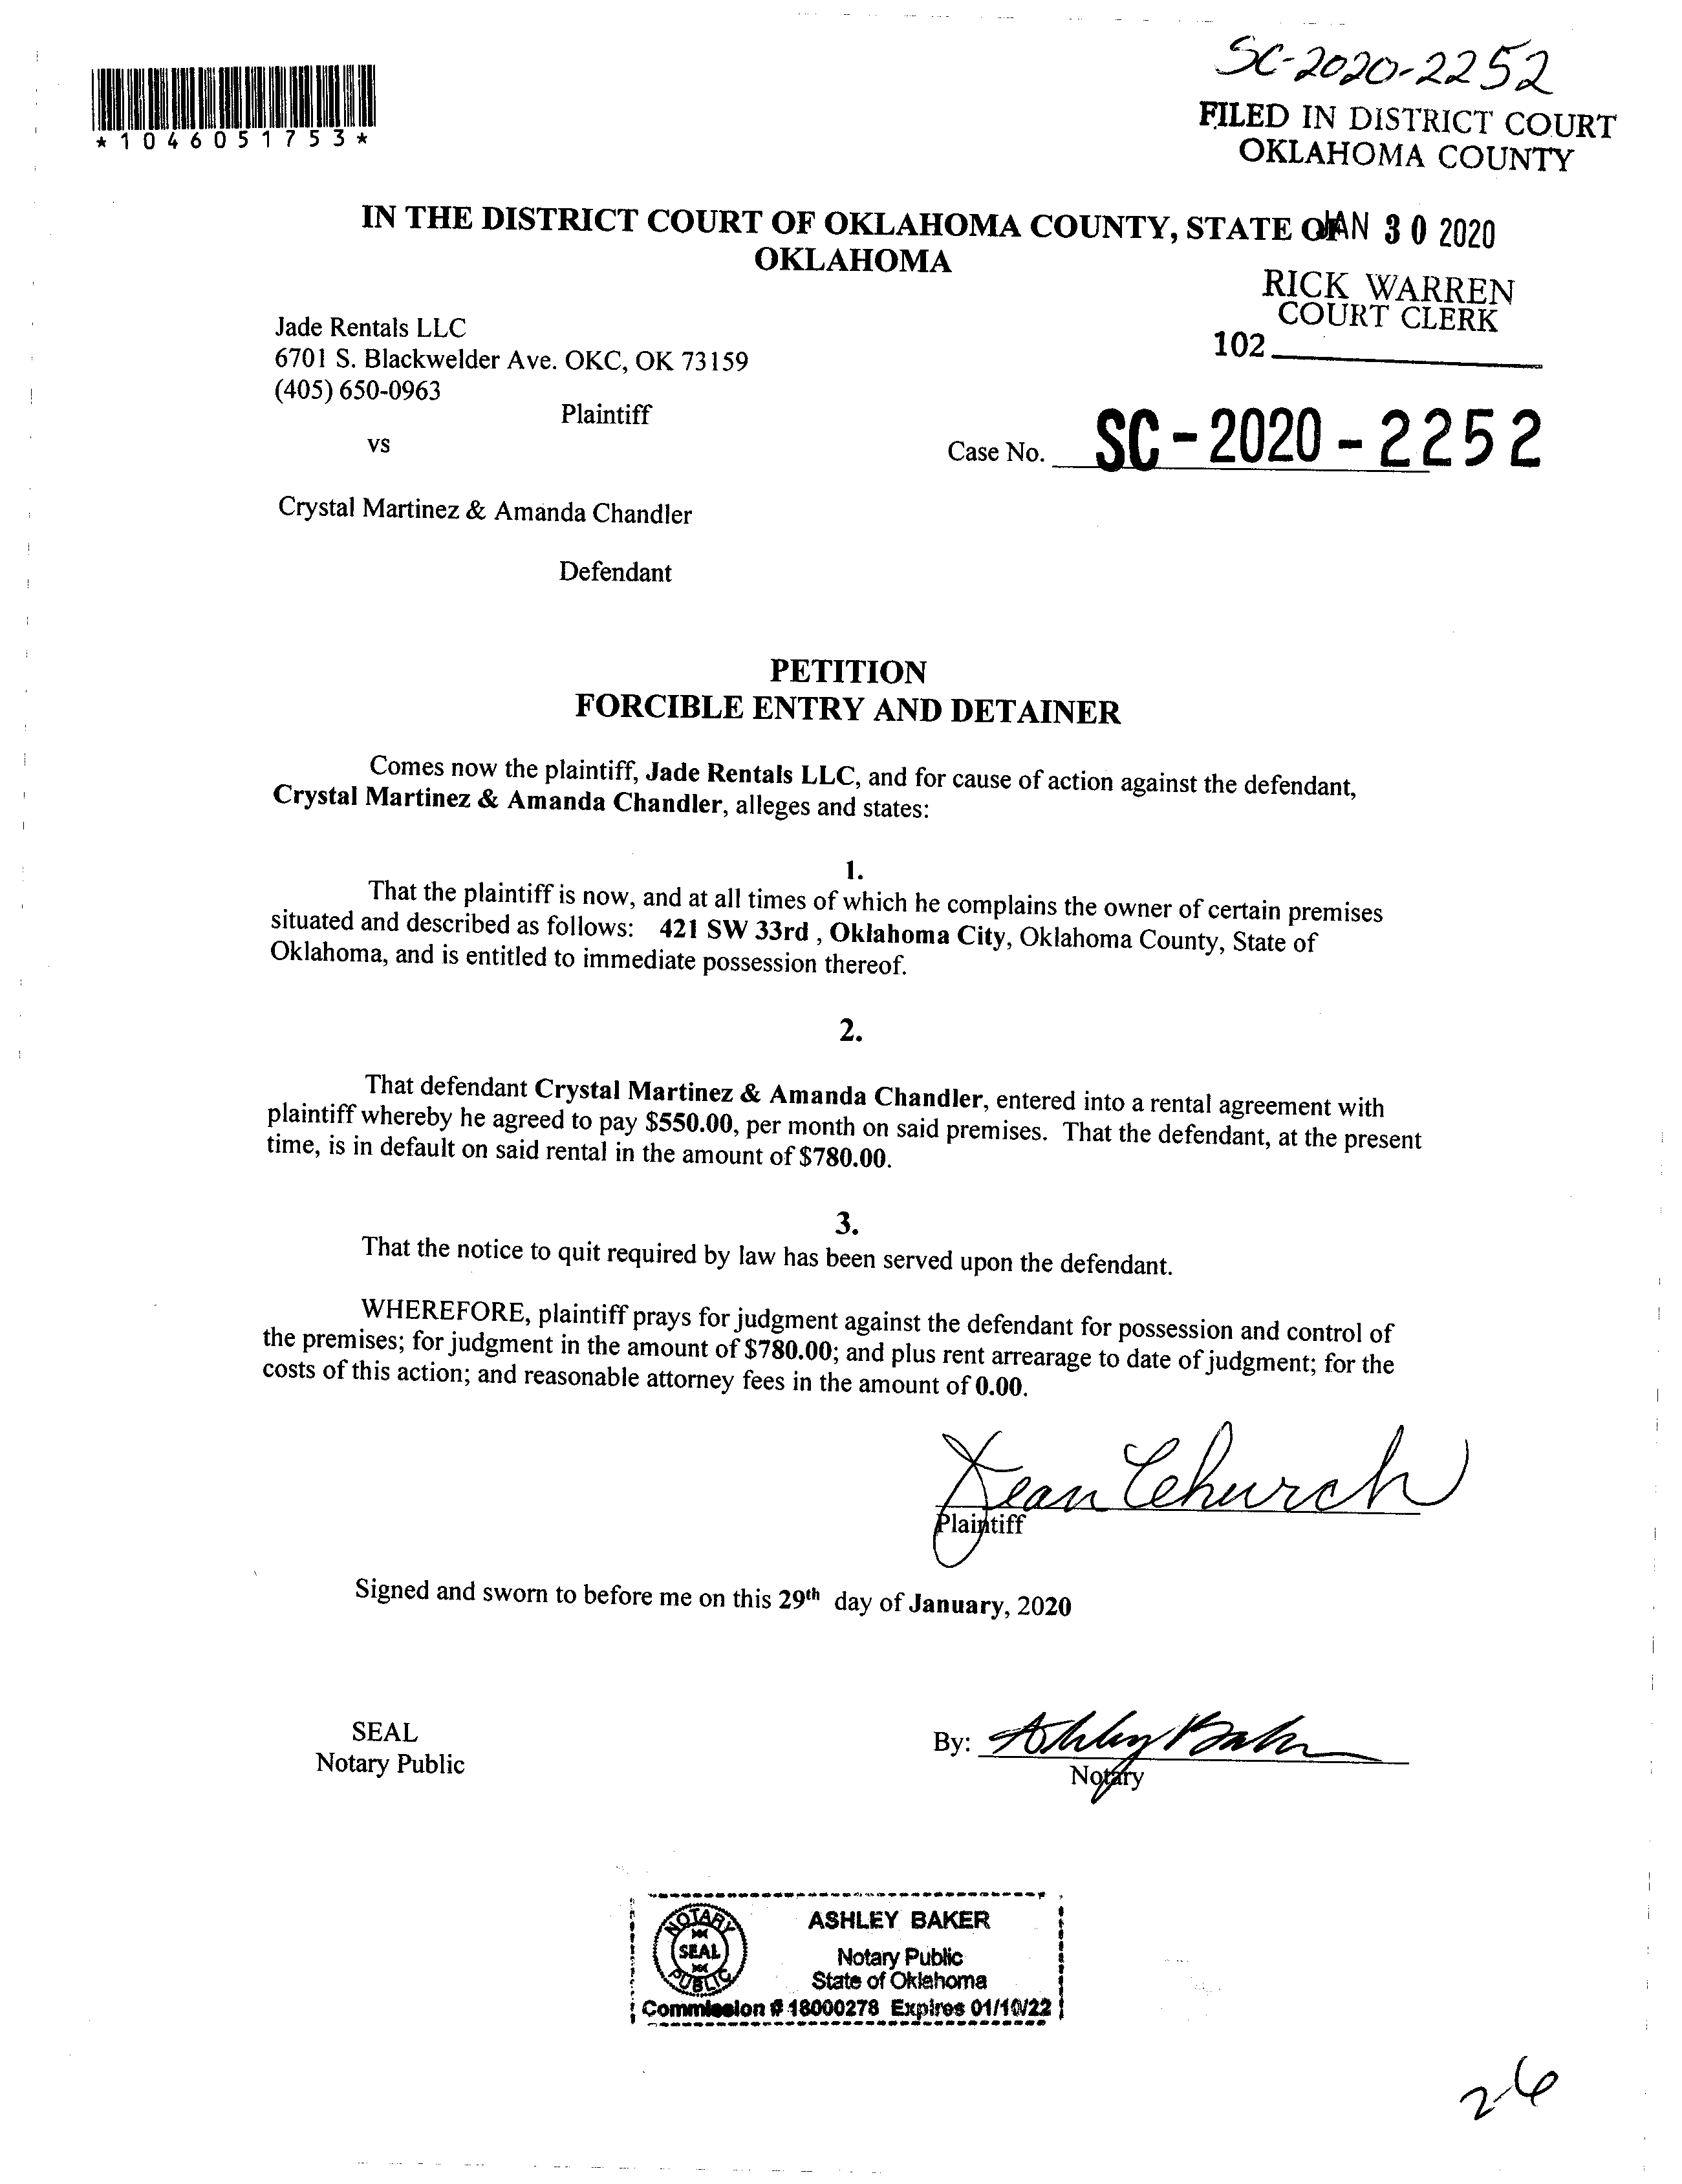 SC-2020-2252
FILED IN DISTRICT COURT
OKLAHOMA COUNTY
*1046051753*
IN THE DISTRICT COURT OF OKLAHOMA COUNTY, STATE OF
OKLAHOMA
JAN 30 2020
RICK WARREN
COURT CLERK
102
Jade Rentals LLC
6701 S. Blackwelder Ave. OKC, OK 73159
(405) 650-0963
Plaintiff
vs
Case No. SC-2020-2252
Crystal Martinez & Amanda Chandler
Defendant
PETITION
FORCIBLE ENTRY AND DETAINER
Comes now the plaintiff, Jade Rentals LLC, and for cause of action against the defendant,
Crystal Martinez & Amanda Chandler, alleges and states:
1.
That the plaintiff is now, and at all times of which he complains the owner of certain premises
situated and described as follows: 421 SW 33rd , Oklahoma City, Oklahoma County, State of
Oklahoma, and is entitled to immediate possession thereof.
2.
That defendant Crystal Martinez & Amanda Chandler, entered into a rental agreement with
plaintiff whereby he agreed to pay $550.00, per month on said premises. That the defendant, at the present
time, is in default on said rental in the amount of $780.00.
3.
That the notice to quit required by law has been served upon the defendant.
WHEREFORE, plaintiff prays for judgment against the defendant for possession and control of
the premises; for judgment in the amount of $780.00; and plus rent arrearage to date of judgment; for the
costs of this action; and reasonable attorney fees in the amount of 0.00.
Jean Church
Plaintiff
Signed and sworn to before me on this 29th day of January, 2020
SEAL
Notary Public
By: Ashley Baker
Notary
NOTARY
SEAL
PUBLIC
ASHLEY BAKER
Notary Public
State of Oklahoma
Commission # 18000278 Expires 01/10/22
2-6